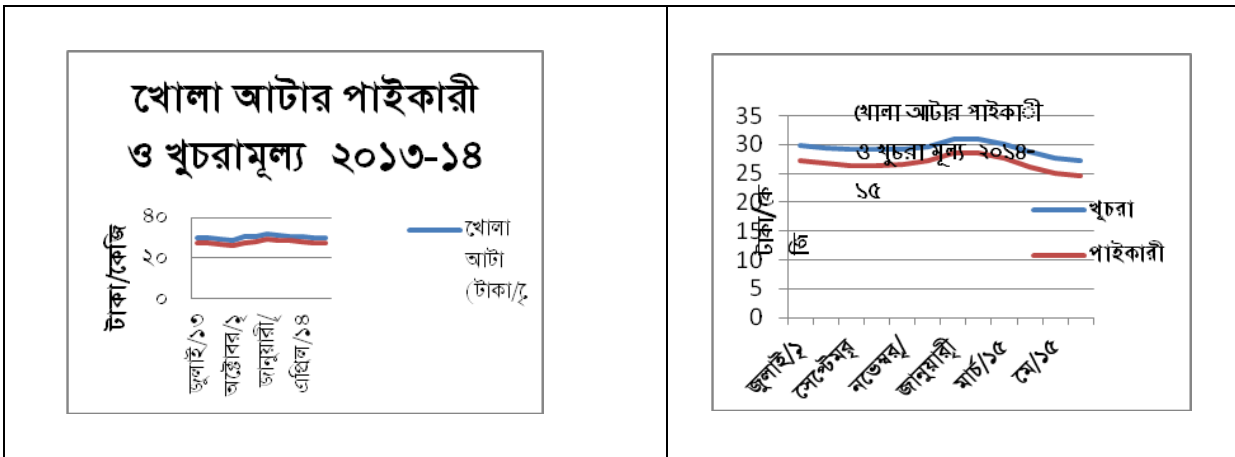 খোলা আটার পাইকারী
ও খুচরামূল্য ২০১৩-১৪
টাকা/কেজি
৪০
২০
০
জুলাই/১৩
অক্টোবর/১
জানুয়ারী/
এপ্রিল/১৪
খোলা
আটা
(টাকা/
খোলা আটার পাইকারী
ও খুচরা মূল্য ২০১৪-
১৫
টাকা/কে
জি
35
30
25
20
15
10
5
0
জুলাই/১
সেপ্টেম্বর
নভেম্বর/
জানুয়ারী
মার্চ/১৫
মে/১৫
খুচরা
পাইকারী